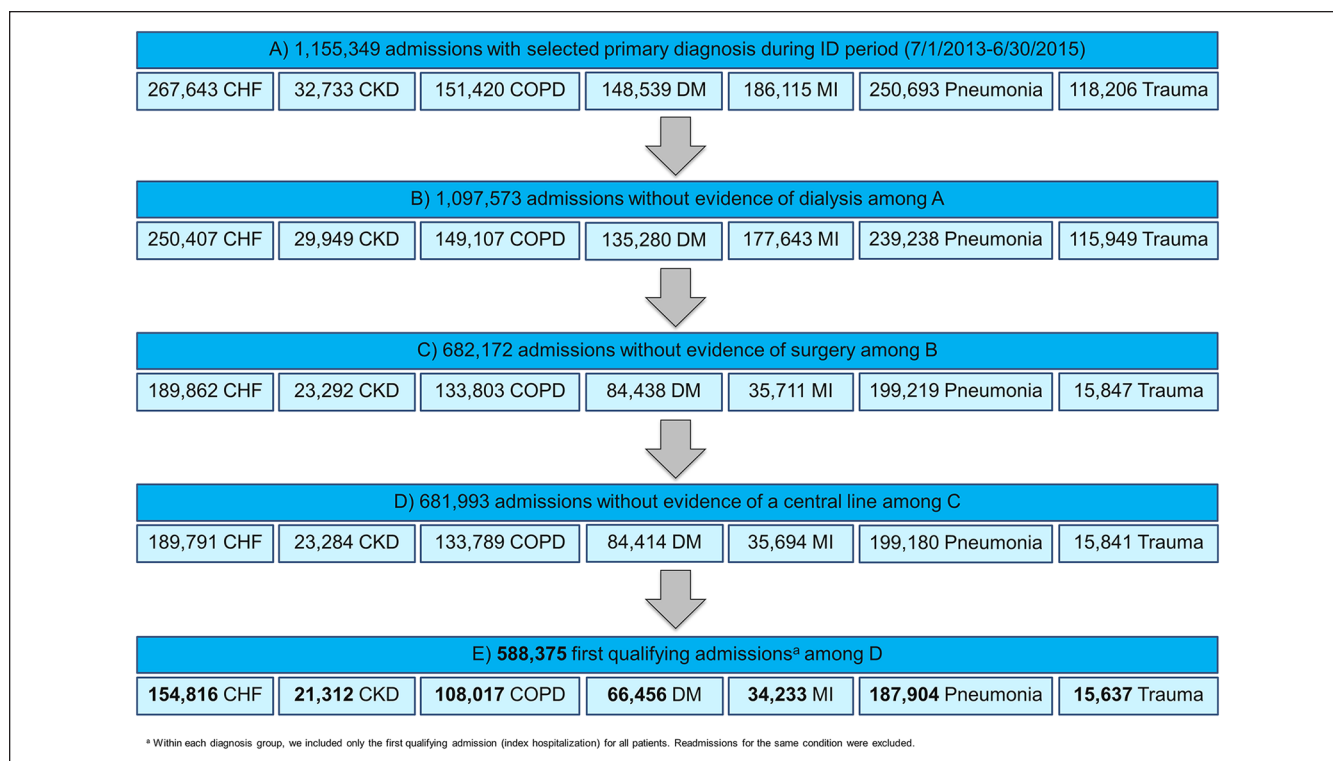 A) 1,155,349 admissions with selected primary diagnosis during ID period (7/1/2013-6/30/2015)
267,643 CHF 32,733 CKD 151,420 COPD 148,539 DM 186,115 MI 250,693 Pneumonia 118,206 Trauma
B) 1,097,573 admissions without evidence of dialysis among A
250,407 CHF 29,949 CKD 149,107 COPD 135,280 DM 177,643 MI 239,238 Pneumonia 115,949 Trauma
C) 682,172 admissions without evidence of surgery among B
189,862 CHF 23,292 CKD 133,803 COPD 84,438 DM 35,711 MI 199,219 Pneumonia 15,847 Trauma
D) 681,993 admissions without evidence of a central line among C
189,791 CHF 23,284 CKD 133,789 COPD 84,414 DM 35,694 MI 199,180 Pneumonia 15,841 Trauma
E) 588,375 first qualifying admissionsᵃ among D
154,816 CHF 21,312 CKD 108,017 COPD 66,456 DM 34,233 MI 187,904 Pneumonia 15,637 Trauma
ᵃ Within each diagnosis group, we included only the first qualifying admission (index hospitalization) for all patients. Readmissions for the same condition were excluded.